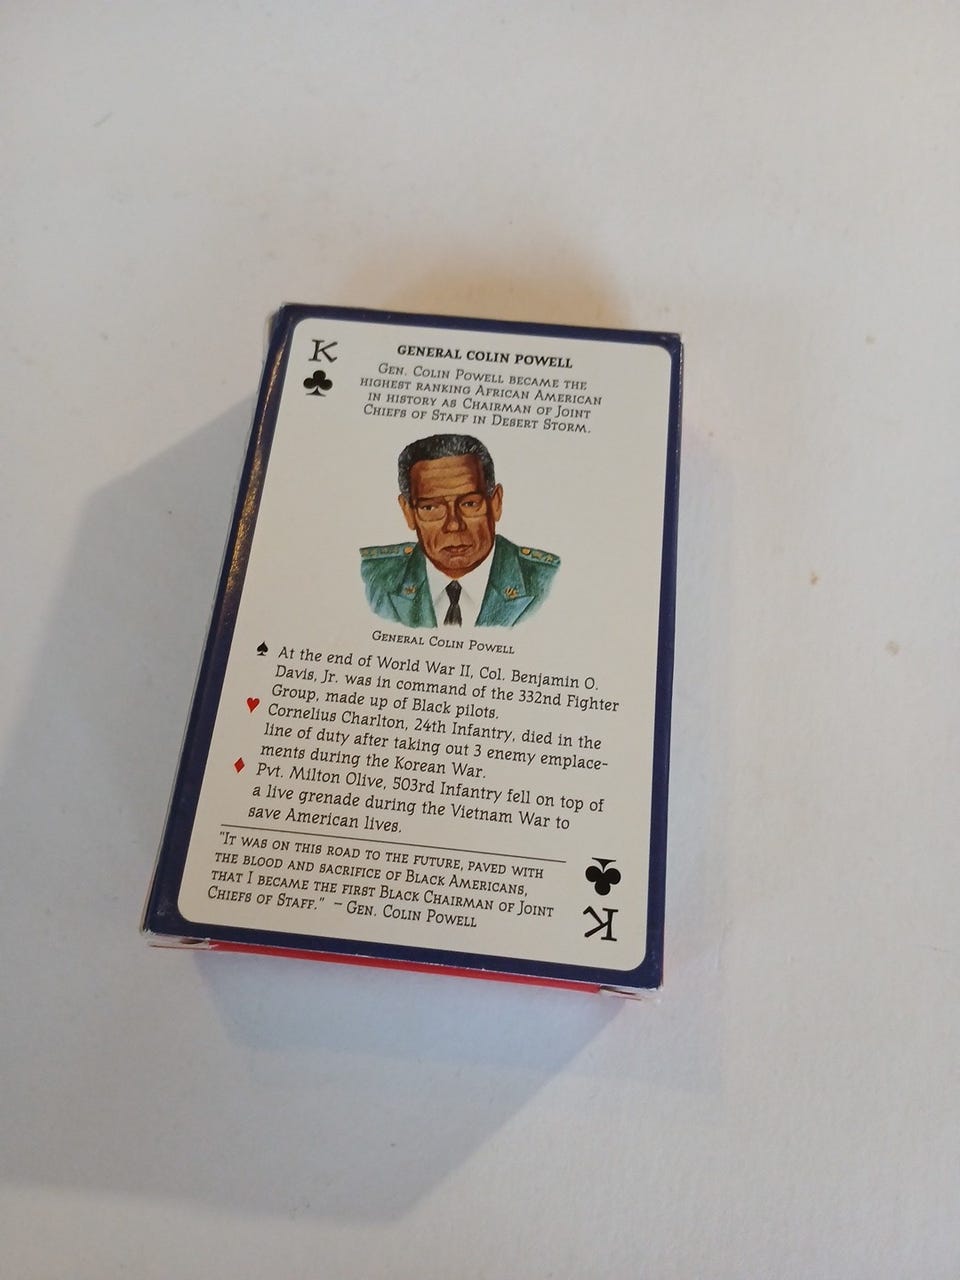 K
♣
GENERAL COLIN POWELL
GEN. COLIN POWELL BECAME THE
HIGHEST RANKING AFRICAN AMERICAN
IN HISTORY AS CHAIRMAN OF JOINT
CHIEFS OF STAFF IN DESERT STORM.
GENERAL COLIN POWELL
♠ At the end of World War II, Col. Benjamin O.
Davis, Jr. was in command of the 332nd Fighter
Group, made up of Black pilots.
♥ Cornelius Charlton, 24th Infantry, died in the
line of duty after taking out 3 enemy emplace-
ments during the Korean War.
♦ Pvt. Milton Olive, 503rd Infantry fell on top of
a live grenade during the Vietnam War to
save American lives.
"IT WAS ON THIS ROAD TO THE FUTURE, PAVED WITH
THE BLOOD AND SACRIFICE OF BLACK AMERICANS,
THAT I BECAME THE FIRST BLACK CHAIRMAN OF JOINT
CHIEFS OF STAFF." – GEN. COLIN POWELL
♣
K